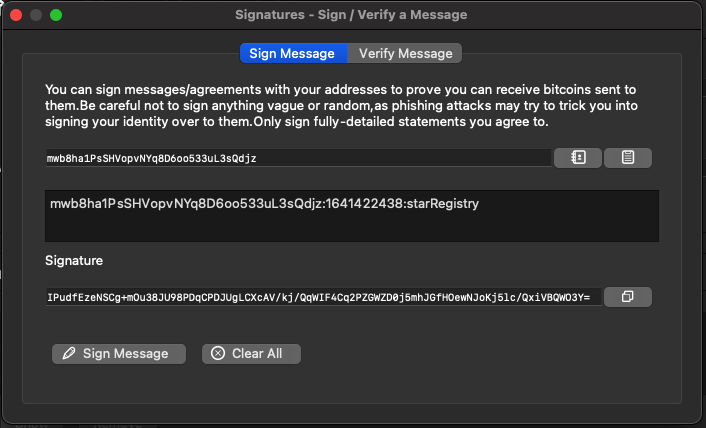 Signatures - Sign / Verify a Message
Sign Message Verify Message
You can sign messages/agreements with your addresses to prove you can receive bitcoins sent to
them.Be careful not to sign anything vague or random,as phishing attacks may try to trick you into
signing your identity over to them.Only sign fully-detailed statements you agree to.
mwb8ha1PsSHVopvNYq8D6oo533uL3sQdjz
mwb8ha1PsSHVopvNYq8D6oo533uL3sQdjz:1641422438:starRegistry
Signature
IPudfEzeNSCg+mOu38JU98PDqCPDJUgLCXcAV/kj/QqWIF4Cq2PZGWZD0j5mhJGfHOewNJoKj5lc/QxiVBQWO3Y=
Sign Message Clear All